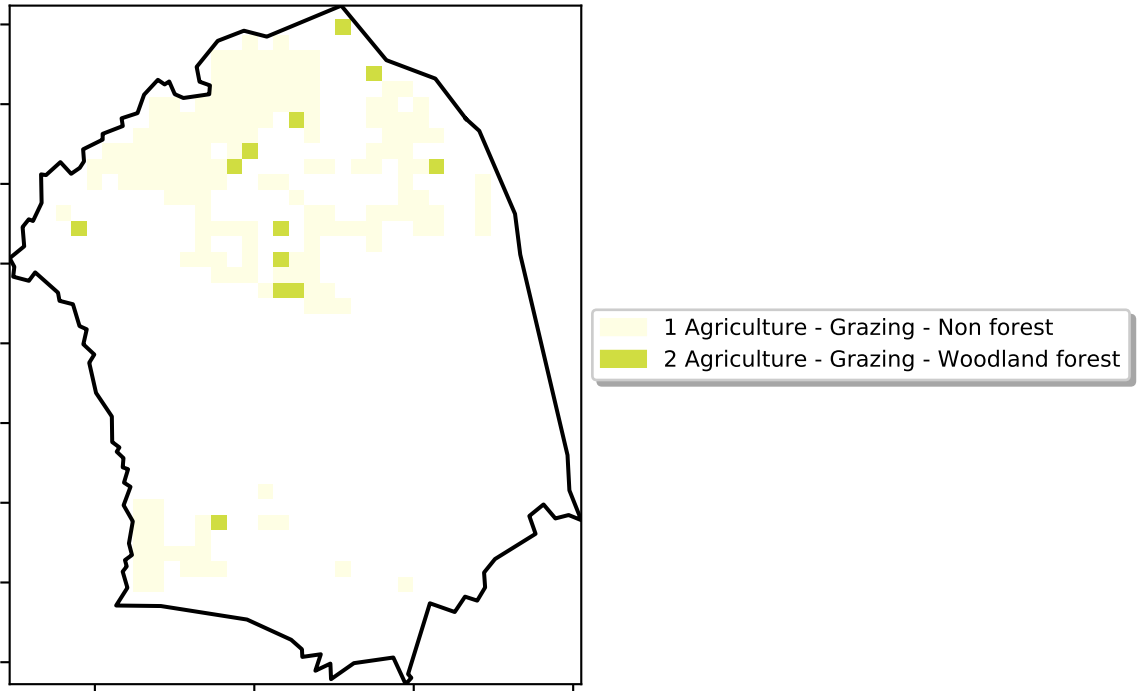 1 Agriculture - Grazing - Non forest
2 Agriculture - Grazing - Woodland forest